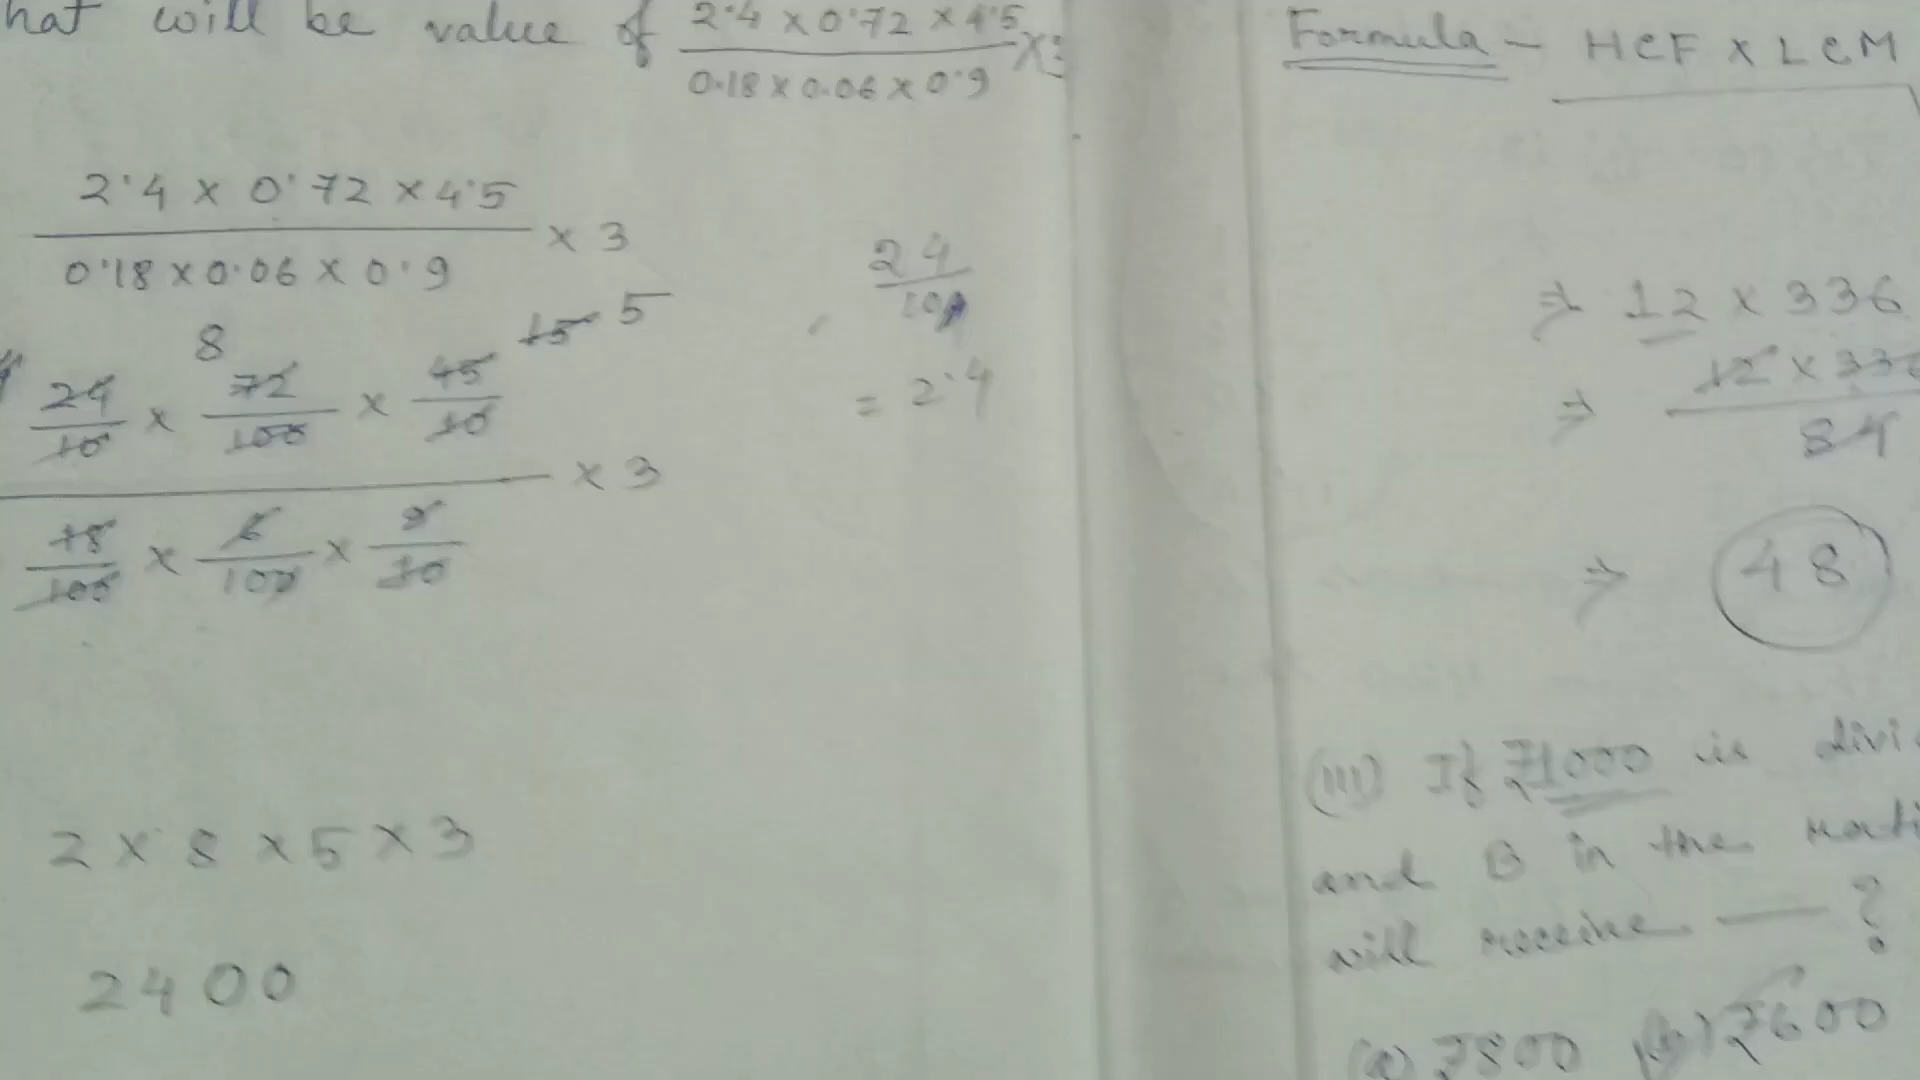 hat will be value of 2.4 x 0.72 x 4.5
0.18 x 0.06 x 0.9
2.4 x 0.72 x 4.5
0.18 x 0.06 x 0.9 x 3
8 15 5
24 x 72 x 45
10 100 10
x 3
18 x 6 x 9
100 100 10
2 x 8 x 5 x 3
2400
24
10
= 2.4
Formula - HCF x LCM
⇒ 12 x 336
⇒ 12 x 336
84
⇒ 48
(III) If ₹1000 is divi
and B in the rati
will receive — ?
(a) ₹800 (b) ₹600